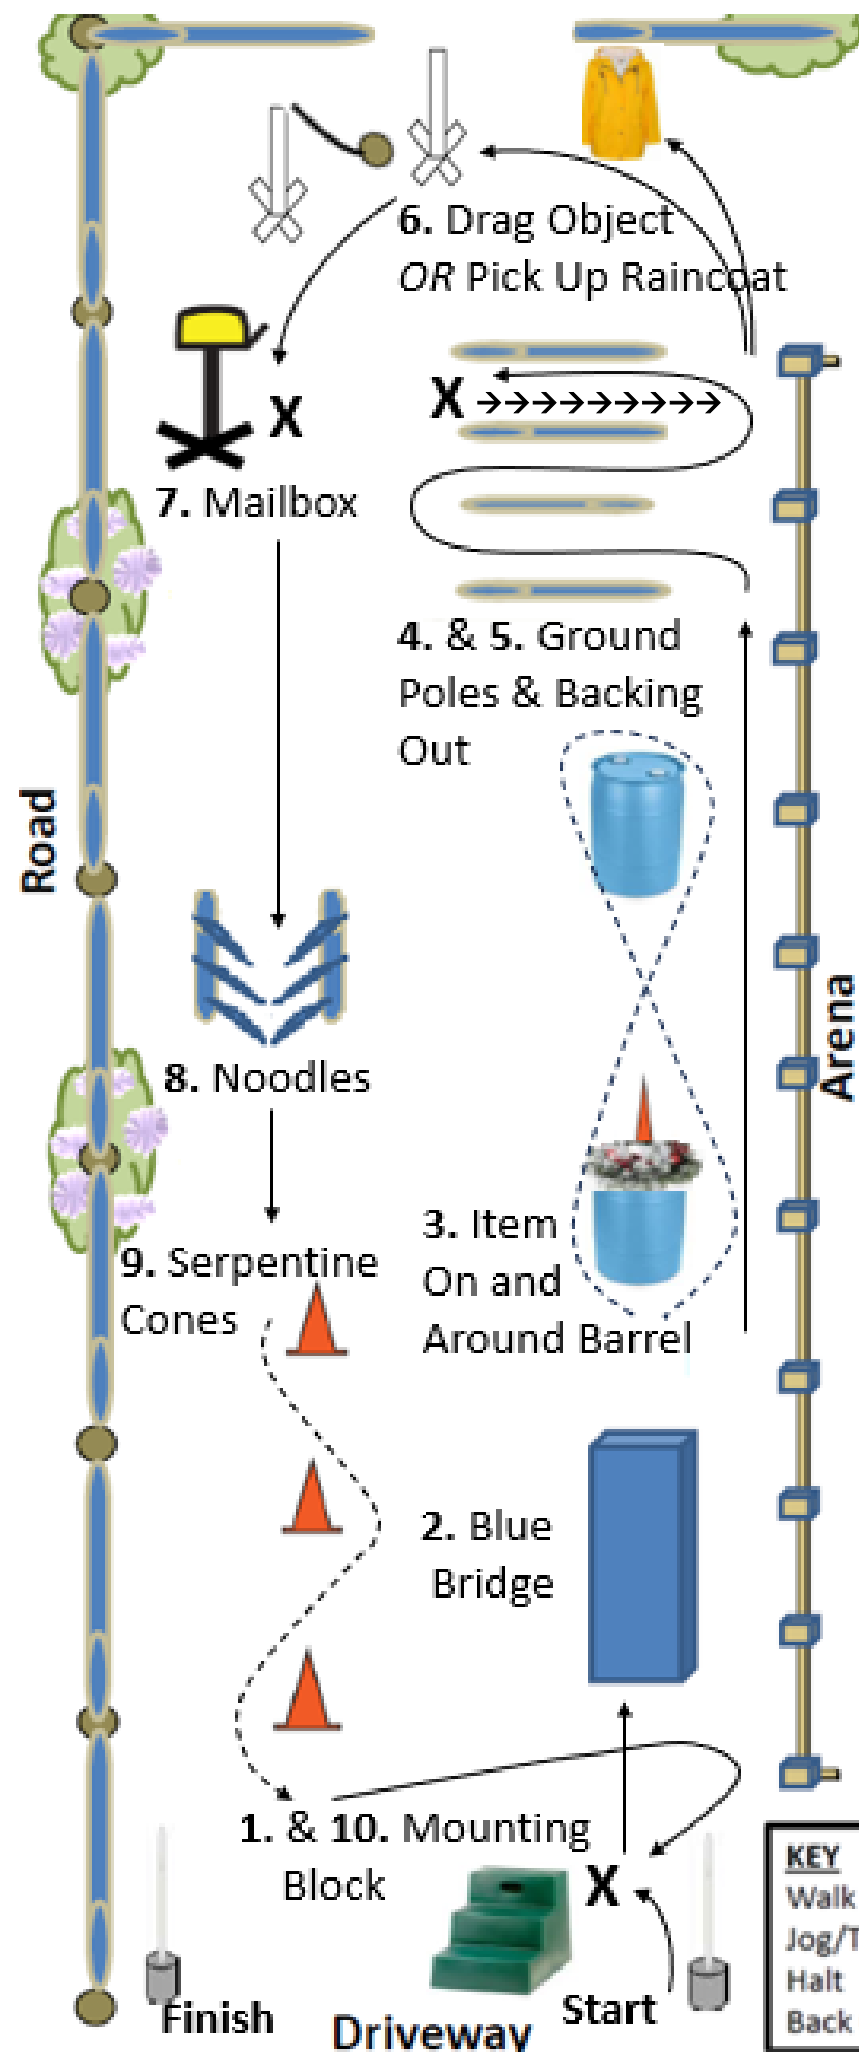 6. Drag Object
OR Pick Up Raincoat
X
X
7. Mailbox
4. & 5. Ground
Poles & Backing
Out
Road
Arena
8. Noodles
3. Item
On and
Around Barrel
9. Serpentine
Cones
2. Blue
Bridge
1. & 10. Mounting
Block
X
KEY
Walk
Jog/T
Halt
Back
Start
Finish
Driveway